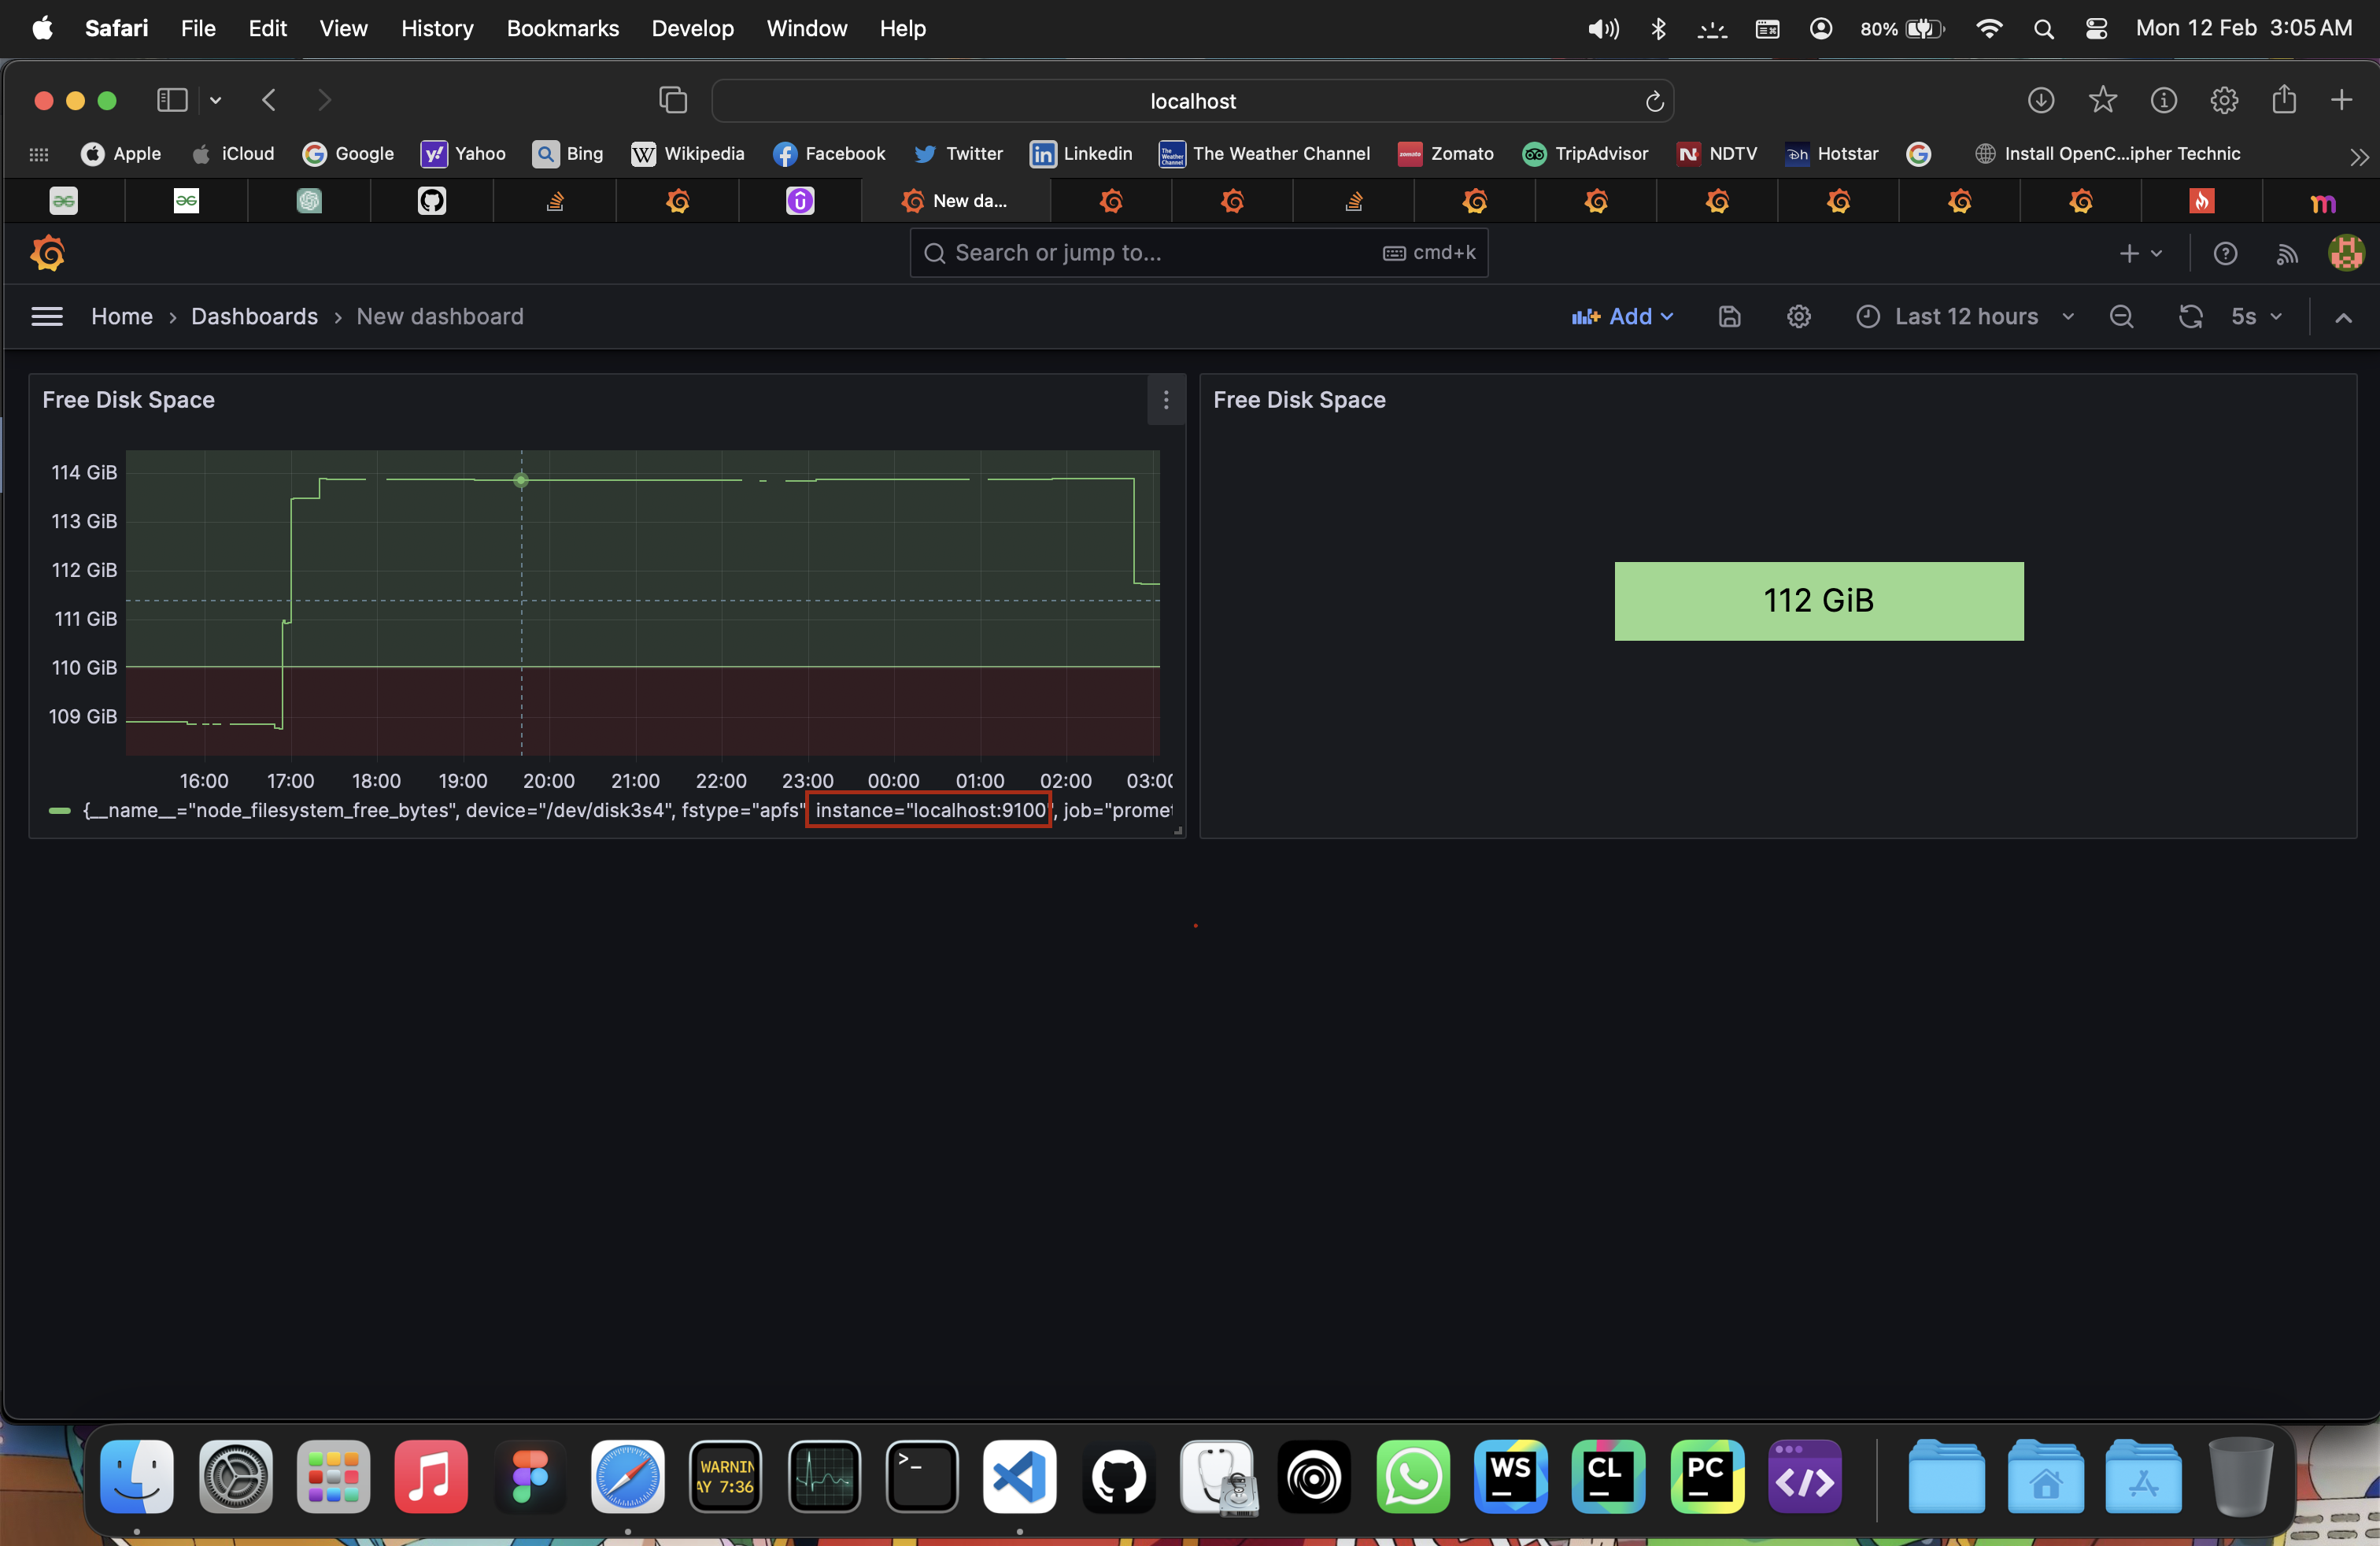 Safari File Edit View History Bookmarks Develop Window Help 80% Mon 12 Feb 3:05 AM
localhost
Apple iCloud Google Yahoo Bing Wikipedia Facebook Twitter Linkedin The Weather Channel Zomato TripAdvisor NDTV Hotstar Install OpenC...ipher Technic
New da...
Search or jump to... cmd+k
Home › Dashboards › New dashboard Add Last 12 hours 5s
Free Disk Space
114 GiB
113 GiB
112 GiB
111 GiB
110 GiB
109 GiB
16:00 17:00 18:00 19:00 20:00 21:00 22:00 23:00 00:00 01:00 02:00 03:00
{__name__="node_filesystem_free_bytes", device="/dev/disk3s4", fstype="apfs" instance="localhost:9100", job="promet
Free Disk Space
112 GiB
WARNIN
AY 7:36
WS
CL
PC